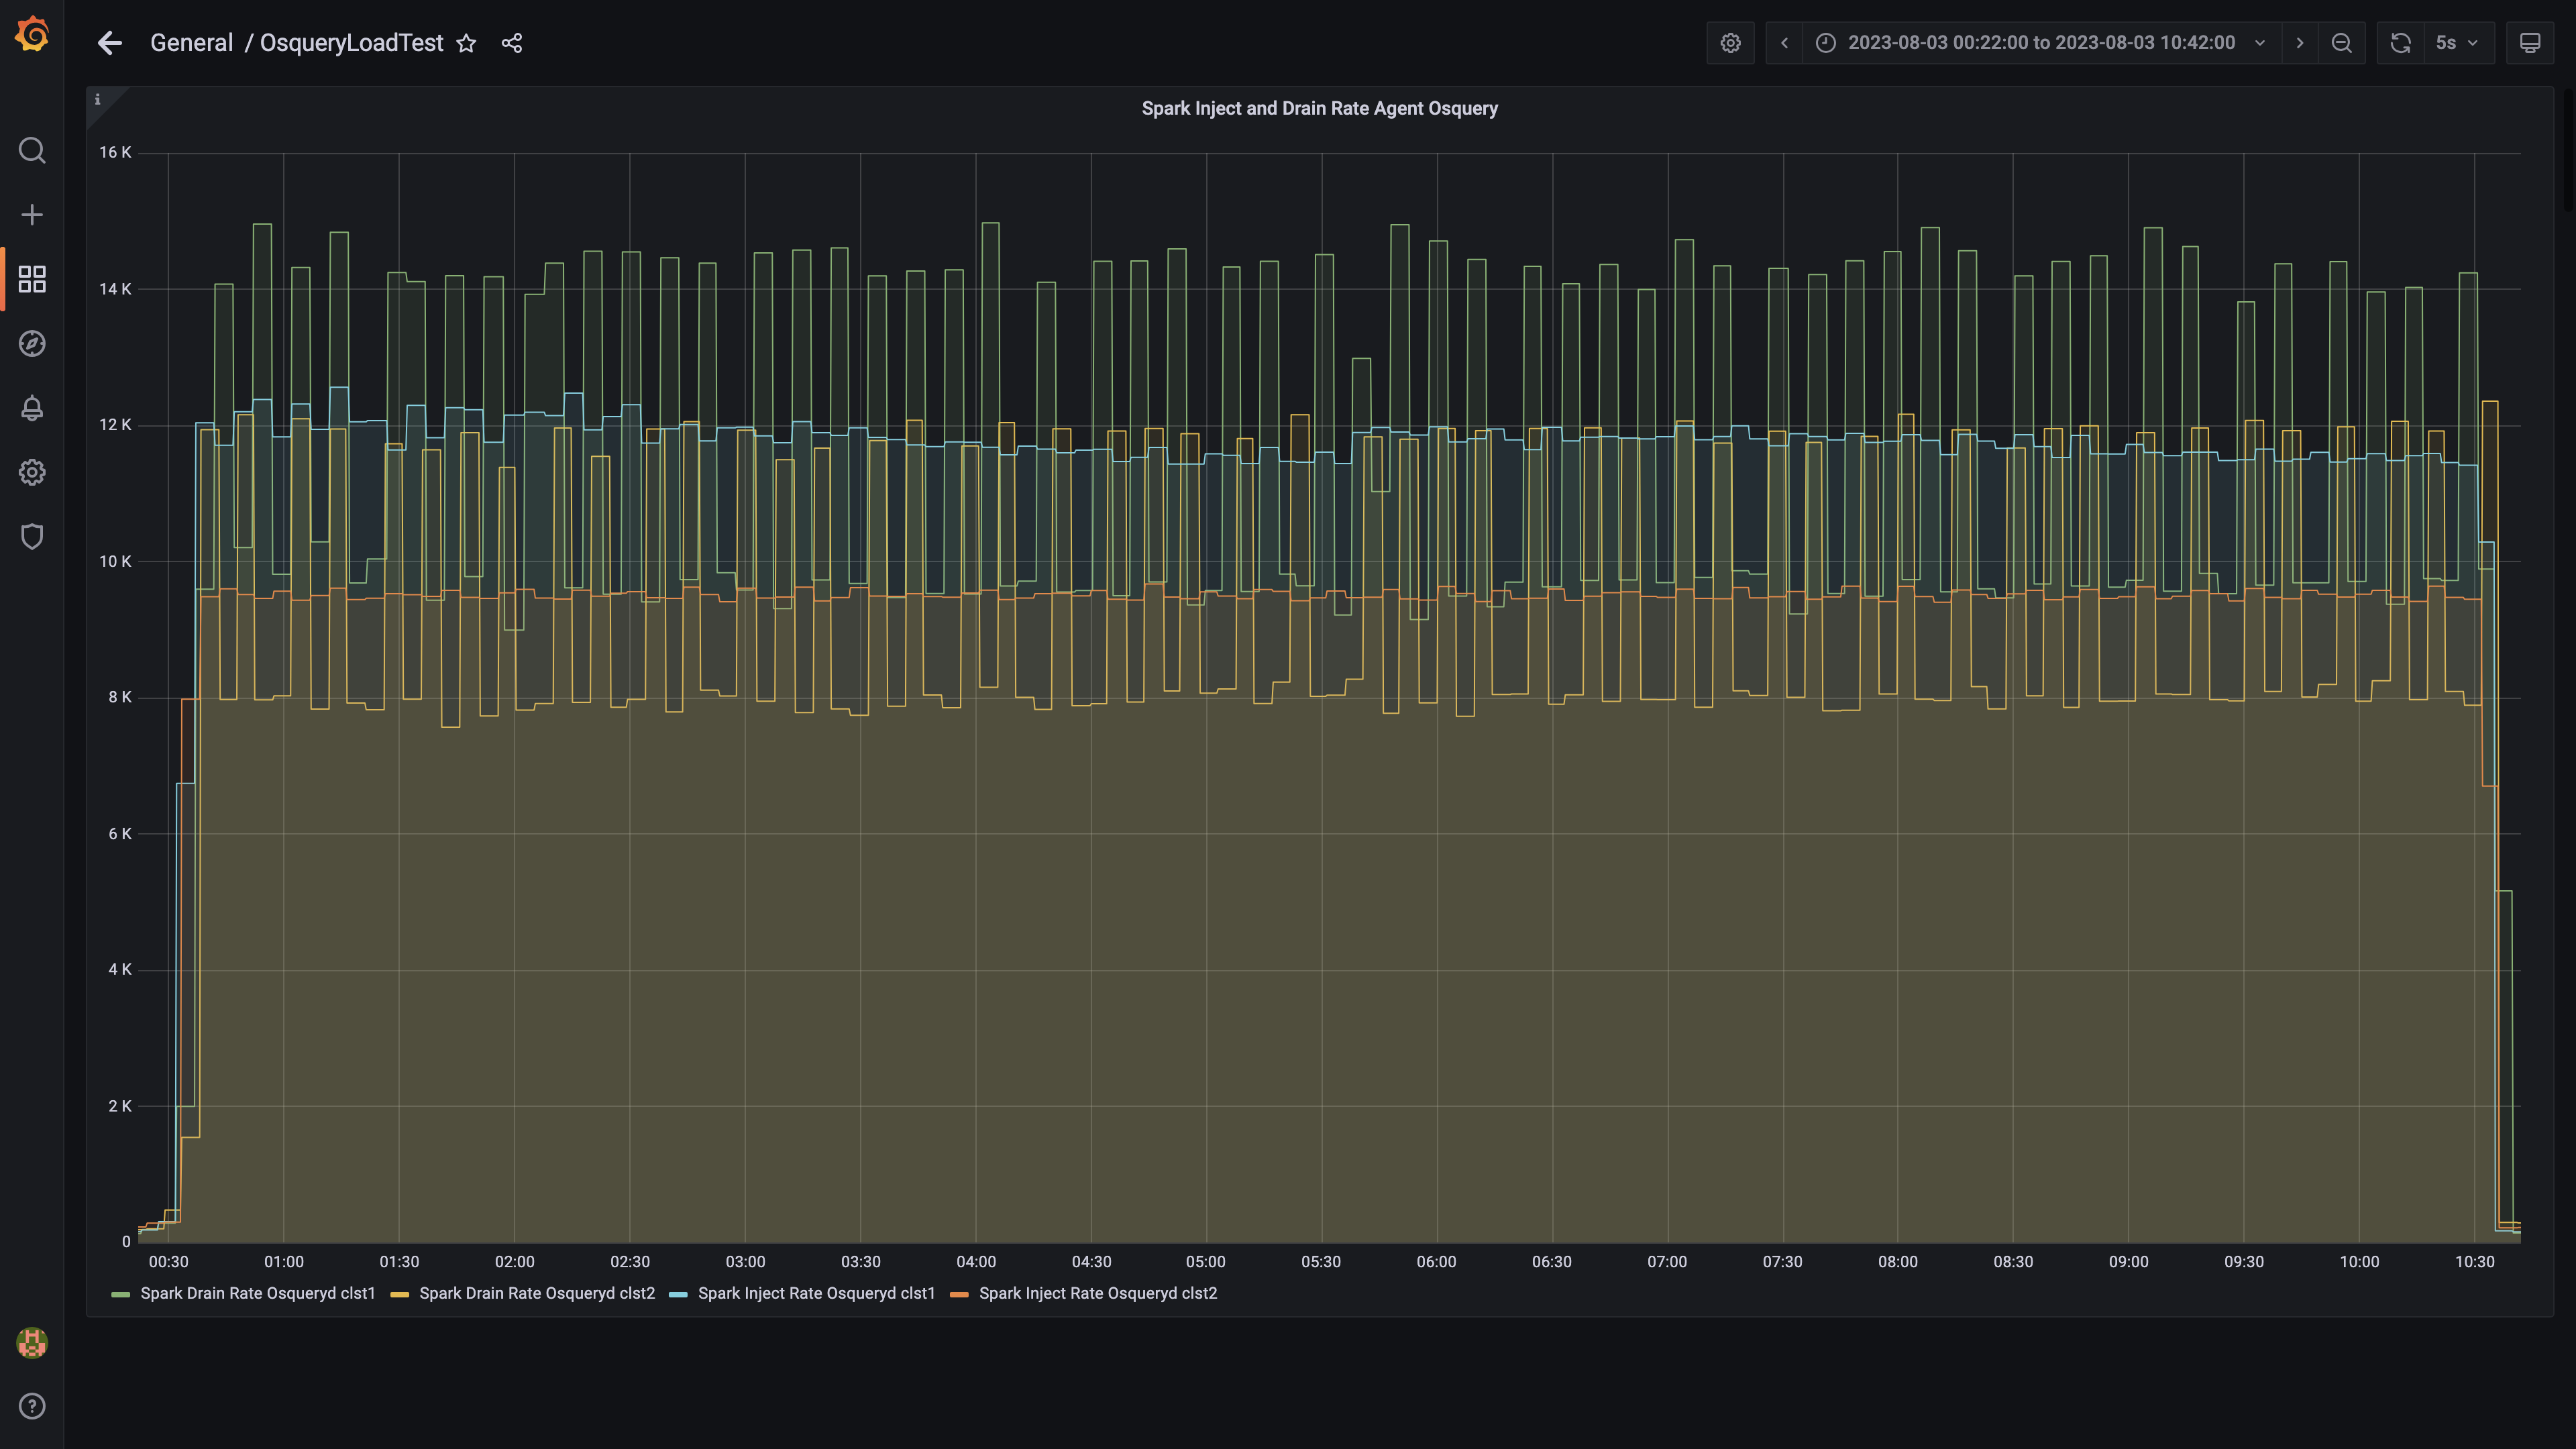 General / OsqueryLoadTest
2023-08-03 00:22:00 to 2023-08-03 10:42:00
5s
i
Spark Inject and Drain Rate Agent Osquery
16 K
14 K
12 K
10 K
8 K
6 K
4 K
2 K
0
00:30 01:00 01:30 02:00 02:30 03:00 03:30 04:00 04:30 05:00 05:30 06:00 06:30 07:00 07:30 08:00 08:30 09:00 09:30 10:00 10:30
Spark Drain Rate Osqueryd clst1 Spark Drain Rate Osqueryd clst2 Spark Inject Rate Osqueryd clst1 Spark Inject Rate Osqueryd clst2
?